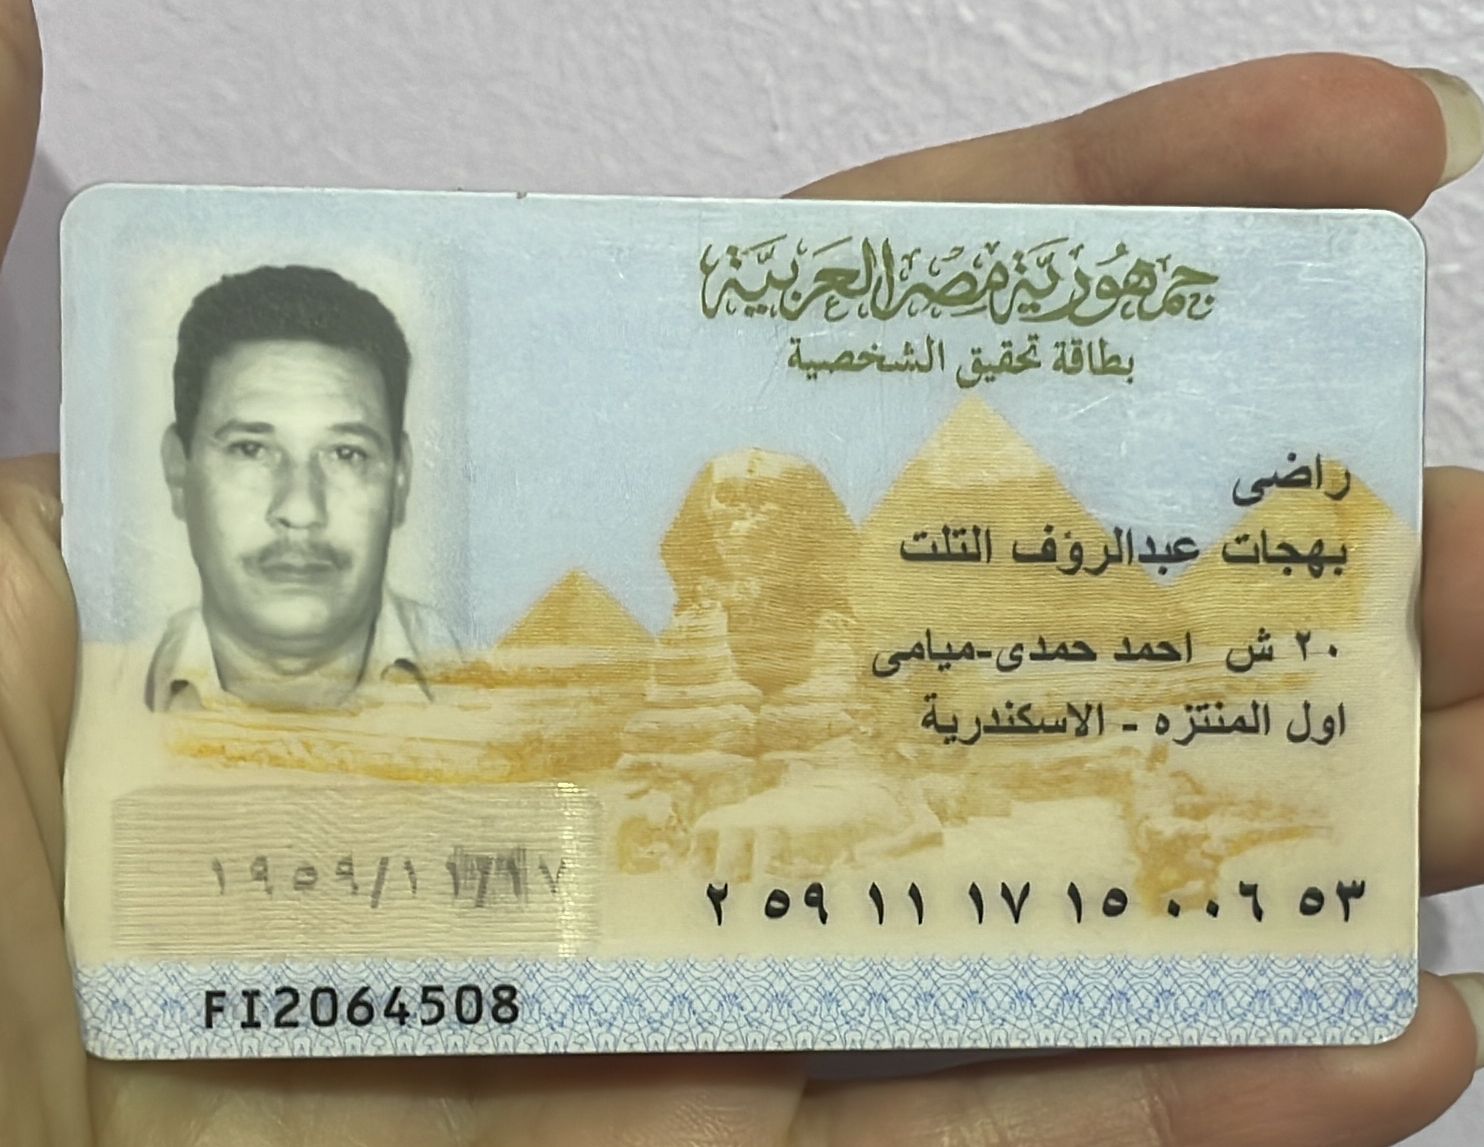 جمهورية مصر العربية
بطاقة تحقيق الشخصية
راضى
بهجات عبدالرؤف التلت
٢٠ ش احمد حمدى-ميامى
اول المنتزه - الاسكندرية
٢ ٥٩ ١١ ١٧ ١٥ ٠٠٦ ٥٣
١٩٥٩/١١/١٧
FI2064508